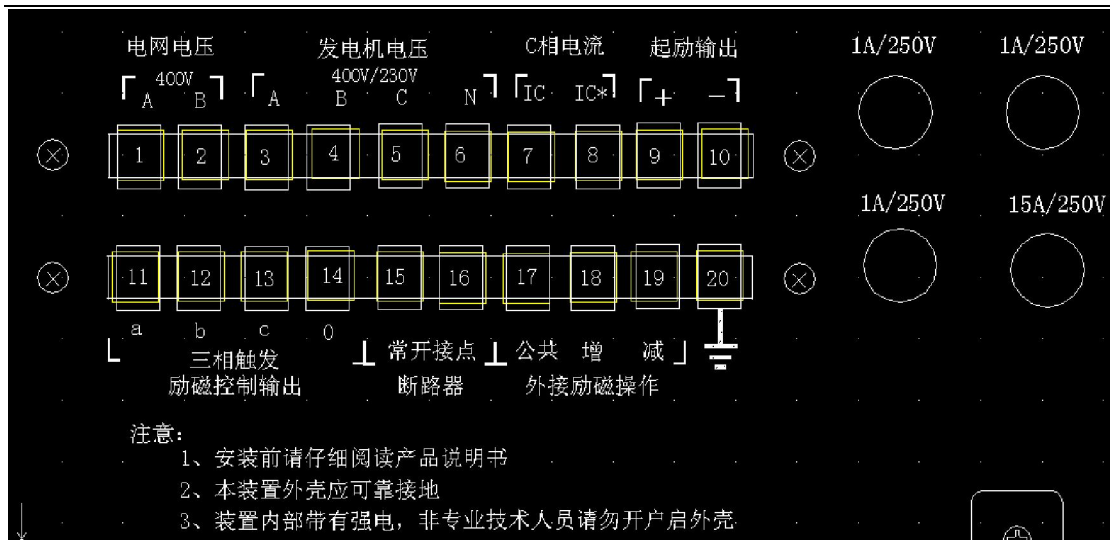 电网电压 发电机电压 C相电流 起励输出 1A/250V 1A/250V
400V 400V/230V
A B A B C N IC IC* + -
1 2 3 4 5 6 7 8 9 10
1A/250V 15A/250V
11 12 13 14 15 16 17 18 19 20
a b c 0
三相触发 常开接点 公共 增 减
励磁控制输出 断路器 外接励磁操作
注意:
1、安装前请仔细阅读产品说明书
2、本装置外壳应可靠接地
3、装置内部带有强电，非专业技术人员请勿开户启外壳